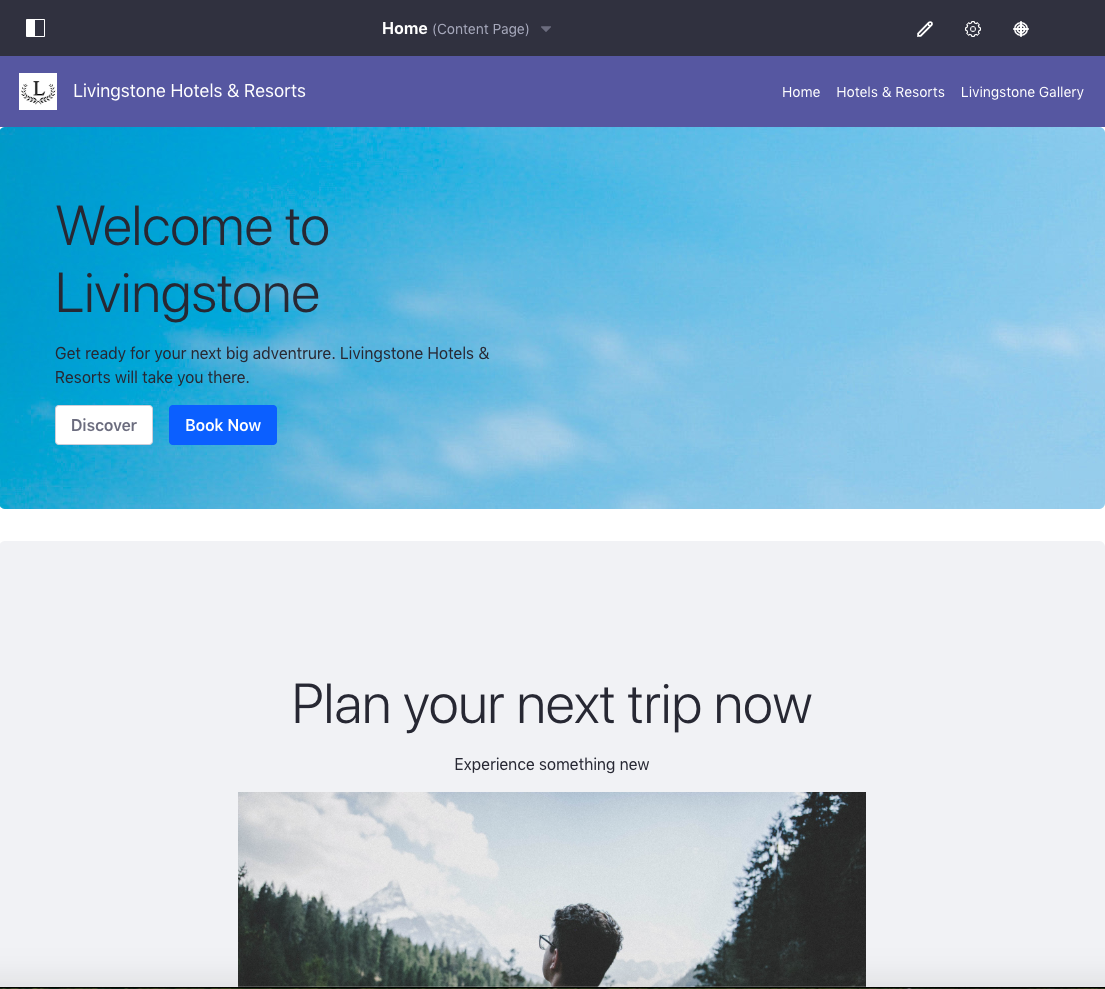 Home (Content Page)
L
Livingstone Hotels & Resorts
Home Hotels & Resorts Livingstone Gallery
Welcome to
Livingstone
Get ready for your next big adventrure. Livingstone Hotels &
Resorts will take you there.
Discover Book Now
Plan your next trip now
Experience something new